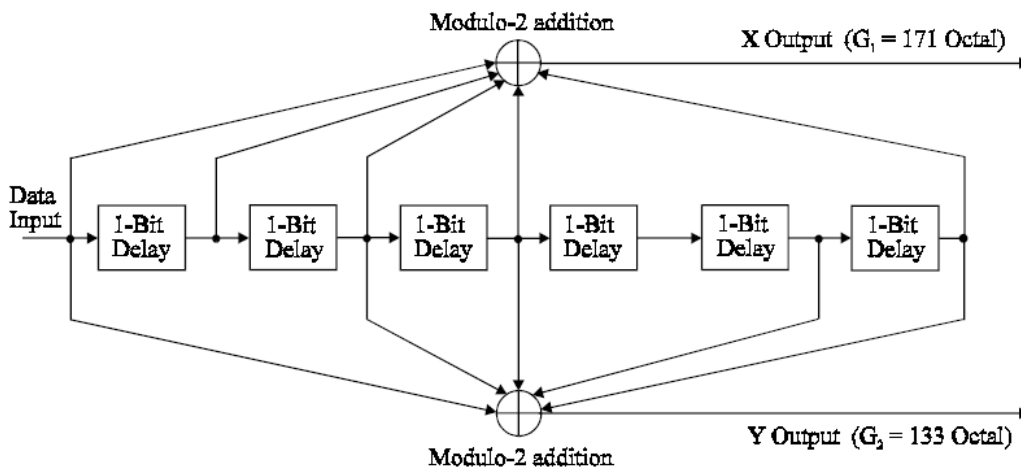 Modulo-2 addition
X Output (G₁ = 171 Octal)
Data
Input
1-Bit
Delay
1-Bit
Delay
1-Bit
Delay
1-Bit
Delay
1-Bit
Delay
1-Bit
Delay
Modulo-2 addition
Y Output (G₂ = 133 Octal)